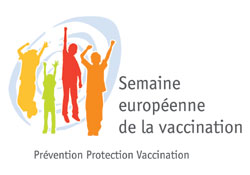 Semaine
européenne
de la vaccination
Prévention Protection Vaccination